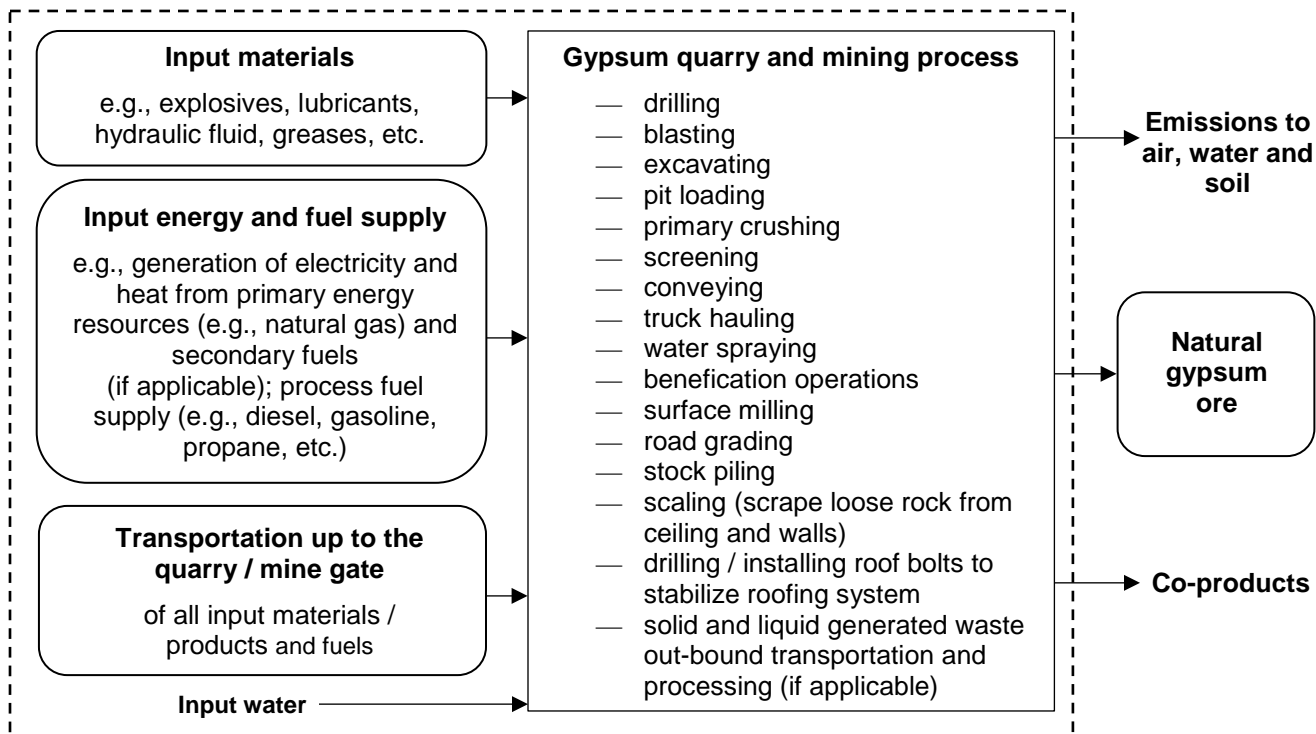 Input materials
e.g., explosives, lubricants,
hydraulic fluid, greases, etc.
Input energy and fuel supply
e.g., generation of electricity and
heat from primary energy
resources (e.g., natural gas) and
secondary fuels
(if applicable); process fuel
supply (e.g., diesel, gasoline,
propane, etc.)
Transportation up to the
quarry / mine gate
of all input materials /
products and fuels
Input water
Gypsum quarry and mining process
— drilling
— blasting
— excavating
— pit loading
— primary crushing
— screening
— conveying
— truck hauling
— water spraying
— benefication operations
— surface milling
— road grading
— stock piling
— scaling (scrape loose rock from
ceiling and walls)
— drilling / installing roof bolts to
stabilize roofing system
— solid and liquid generated waste
out-bound transportation and
processing (if applicable)
Emissions to
air, water and
soil
Natural
gypsum
ore
Co-products